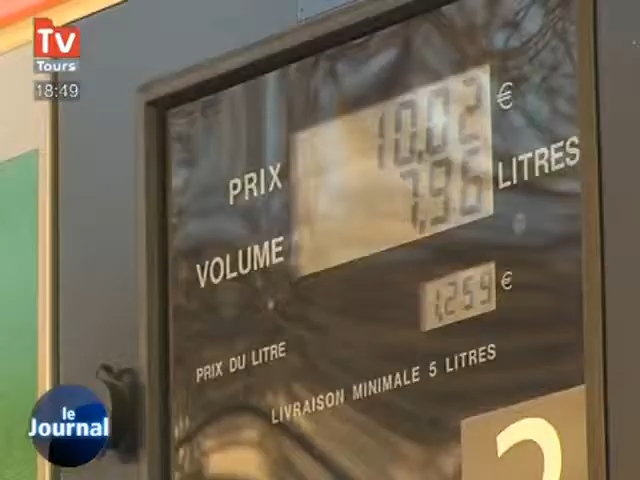 TV
Tours
18:49
PRIX 10.02 €
VOLUME 7,96 LITRES
1,259 €
PRIX DU LITRE
LIVRAISON MINIMALE 5 LITRES
le
Journal
2